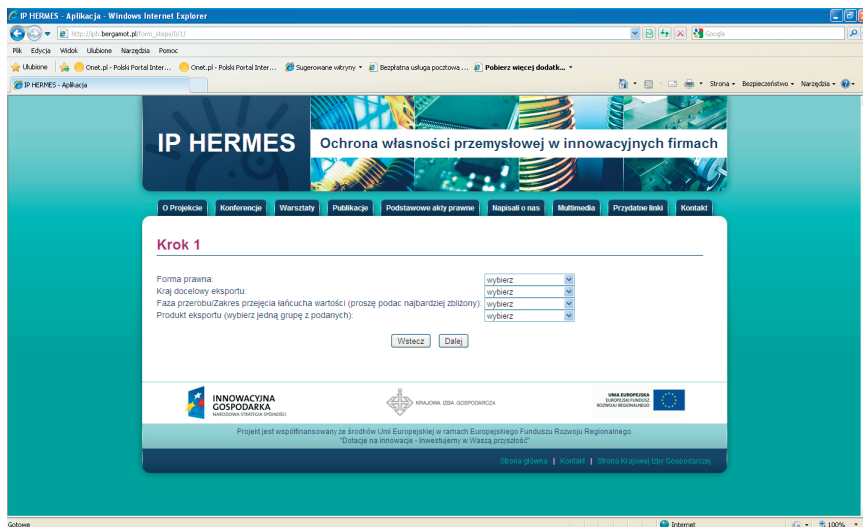 IP HERMES - Aplikacja - Windows Internet Explorer
http://iph.bergamot.pl/form_steps/0/1/
Google
Plik Edycja Widok Ulubione Narzędzia Pomoc
Ulubione Onet.pl - Polski Portal Inter... Onet.pl - Polski Portal Inter... Sugerowane witryny Bezpłatna usługa pocztowa ... Pobierz więcej dodatk...
IP HERMES - Aplikacja Strona Bezpieczeństwo Narzędzia
IP HERMES
Ochrona własności przemysłowej w innowacyjnych firmach
O Projekcie Konferencje Warsztaty Publikacje Podstawowe akty prawne Napisali o nas Multimedia Przydatne linki Kontakt
Krok 1
Forma prawna: wybierz
Kraj docelowy eksportu: wybierz
Faza przerobu/Zakres przejęcia łańcucha wartości (proszę podac najbardziej zbliżony): wybierz
Produkt eksportu (wybierz jedną grupę z podanych): wybierz
Wstecz Dalej
INNOWACYJNA
GOSPODARKA
NARODOWA STRATEGIA SPÓJNOŚCI
KRAJOWA IZBA GOSPODARCZA
UNIA EUROPEJSKA
EUROPEJSKI FUNDUSZ
ROZWOJU REGIONALNEGO
Projekt jest współfinansowany ze środków Unii Europejskiej w ramach Europejskiego Funduszu Rozwoju Regionalnego.
"Dotacje na innowacje - Inwestujemy w Waszą przyszłość"
Strona główna | Kontakt | Strona Krajowej Izby Gospodarczej
Gotowe Internet 100%